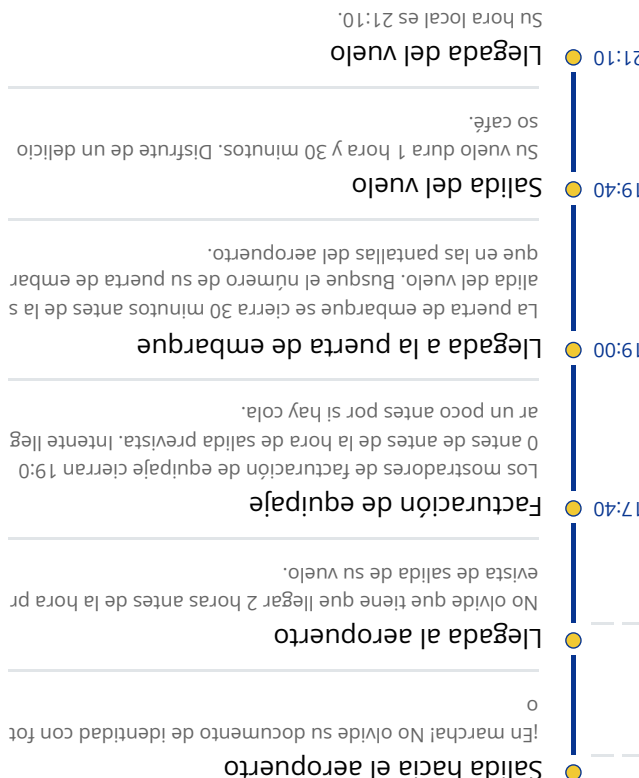 Salida hacia el aeropuerto
¡En marcha! No olvide su documento de identidad con fot
o
Llegada al aeropuerto
No olvide que tiene que llegar 2 horas antes de la hora pr
evista de salida de su vuelo.
17:40
Facturación de equipaje
Los mostradores de facturación de equipaje cierran 19:0
0 antes de antes de la hora de salida prevista. Intente lleg
ar un poco antes por si hay cola.
19:00
Llegada a la puerta de embarque
La puerta de embarque se cierra 30 minutos antes de la s
alida del vuelo. Busque el número de su puerta de embar
que en las pantallas del aeropuerto.
19:40
Salida del vuelo
Su vuelo dura 1 hora y 30 minutos. Disfrute de un delicio
so café.
21:10
Llegada del vuelo
Su hora local es 21:10.